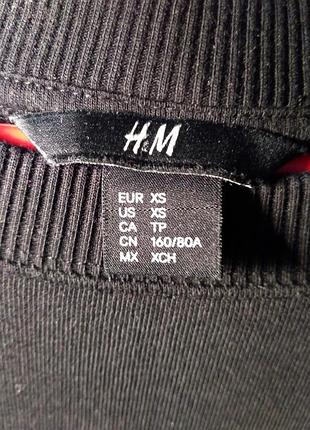 H&M
EUR XS
US XS
CA TP
CN 160/80A
MX XCH